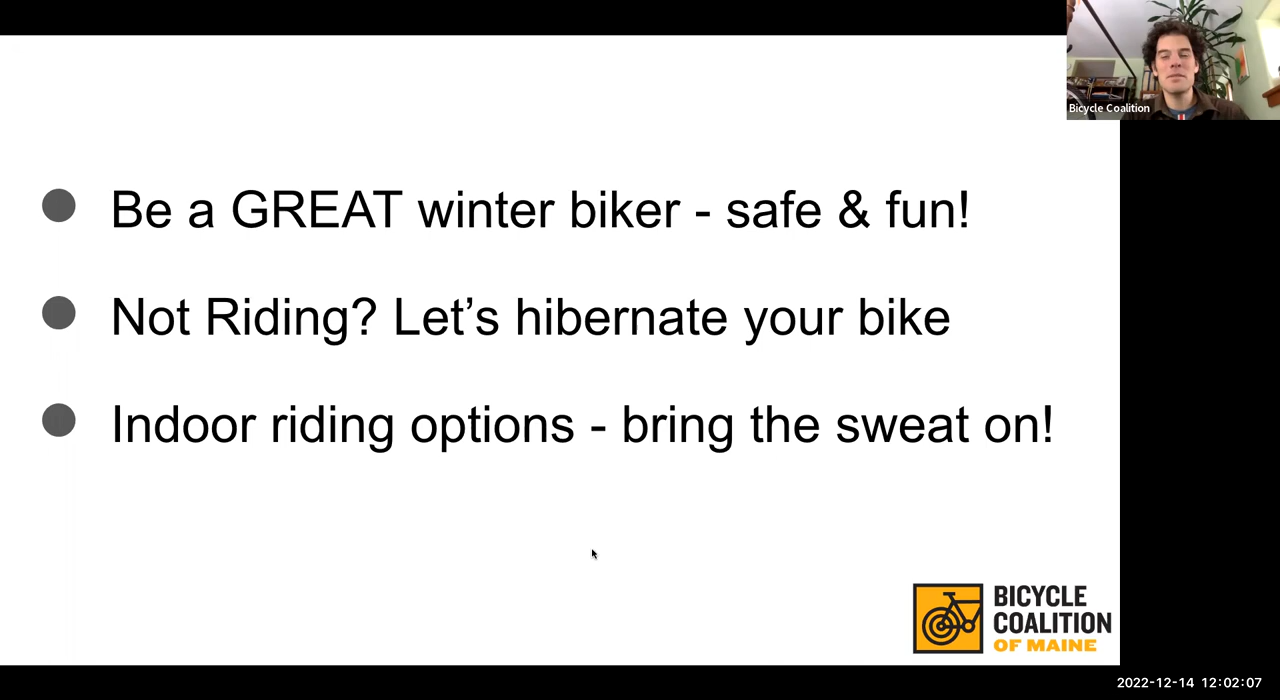 Bicycle Coalition
Be a GREAT winter biker - safe & fun!
Not Riding? Let’s hibernate your bike
Indoor riding options - bring the sweat on!
BICYCLE
COALITION
OF MAINE
2022-12-14 12:02:07